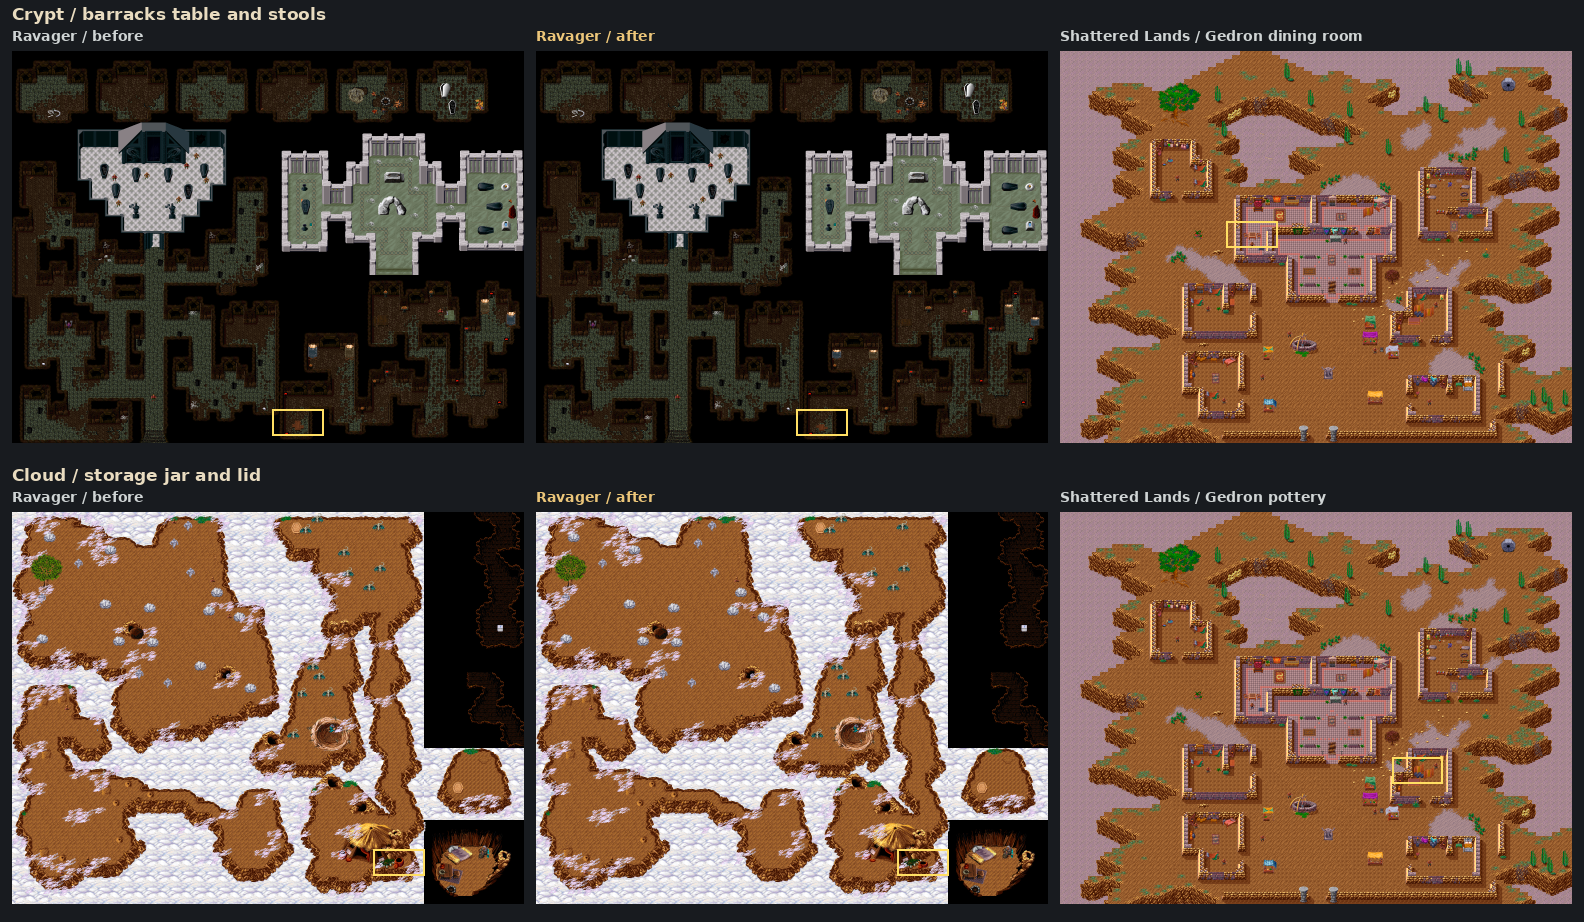 Crypt / barracks table and stools
Ravager / before
Ravager / after
Shattered Lands / Gedron dining room
Cloud / storage jar and lid
Ravager / before
Ravager / after
Shattered Lands / Gedron pottery